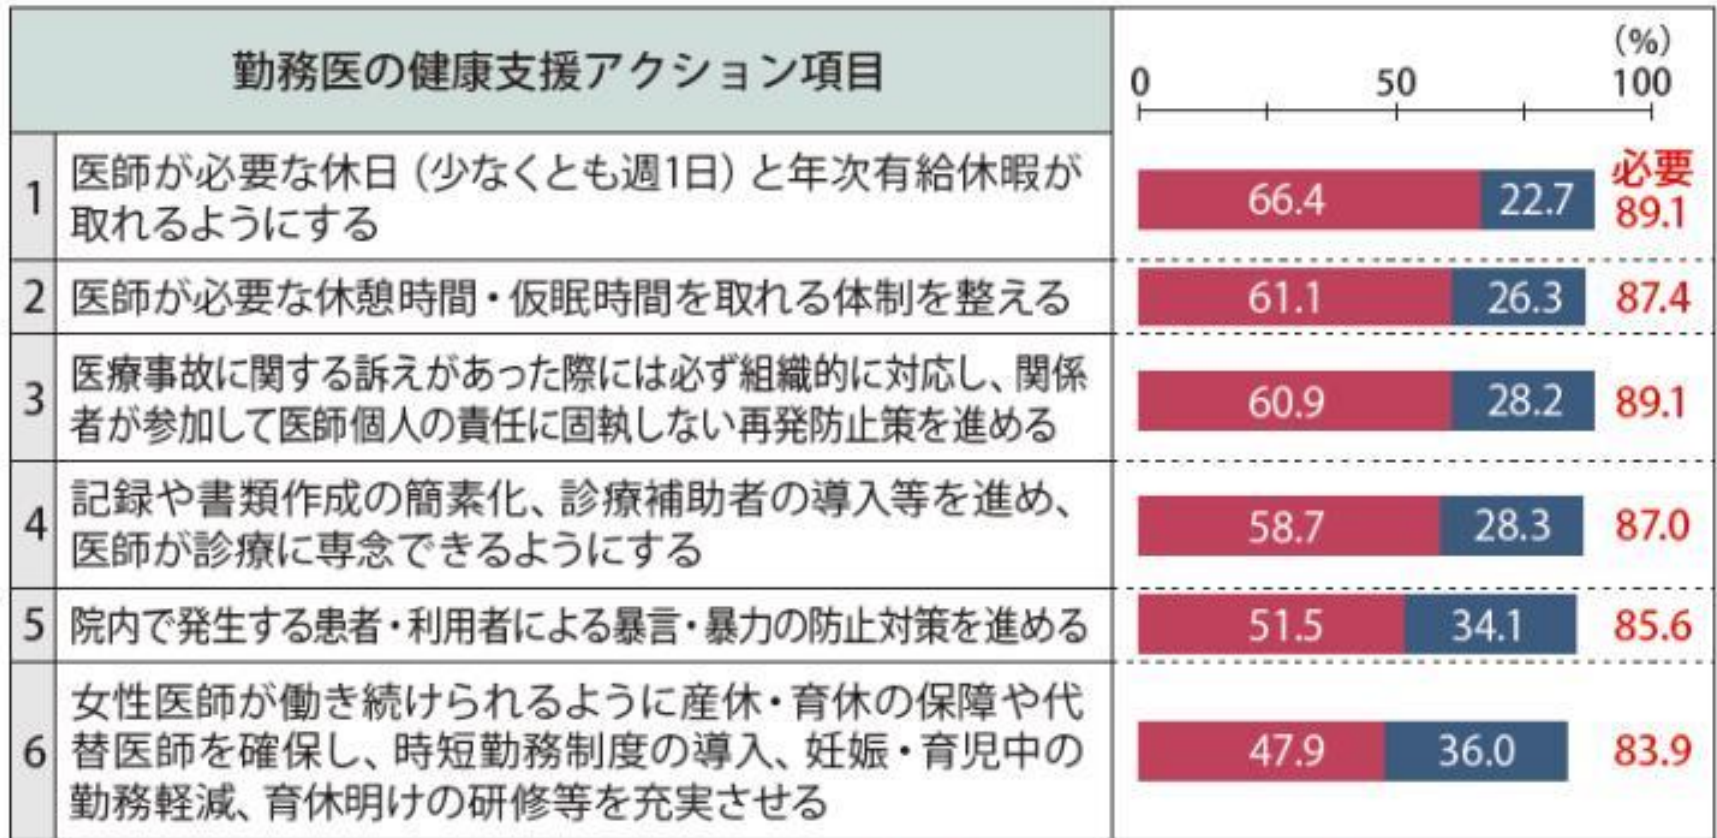 勤務医の健康支援アクション項目
(%)
0 50 100
1 医師が必要な休日（少なくとも週1日）と年次有給休暇が
取れるようにする
66.4 22.7 必要
89.1
2 医師が必要な休憩時間・仮眠時間を取れる体制を整える
61.1 26.3 87.4
3 医療事故に関する訴えがあった際には必ず組織的に対応し、関係
者が参加して医師個人の責任に固執しない再発防止策を進める
60.9 28.2 89.1
4 記録や書類作成の簡素化、診療補助者の導入等を進め、
医師が診療に専念できるようにする
58.7 28.3 87.0
5 院内で発生する患者・利用者による暴言・暴力の防止対策を進める
51.5 34.1 85.6
6 女性医師が働き続けられるように産休・育休の保障や代
替医師を確保し、時短勤務制度の導入、妊娠・育児中の
勤務軽減、育休明けの研修等を充実させる
47.9 36.0 83.9